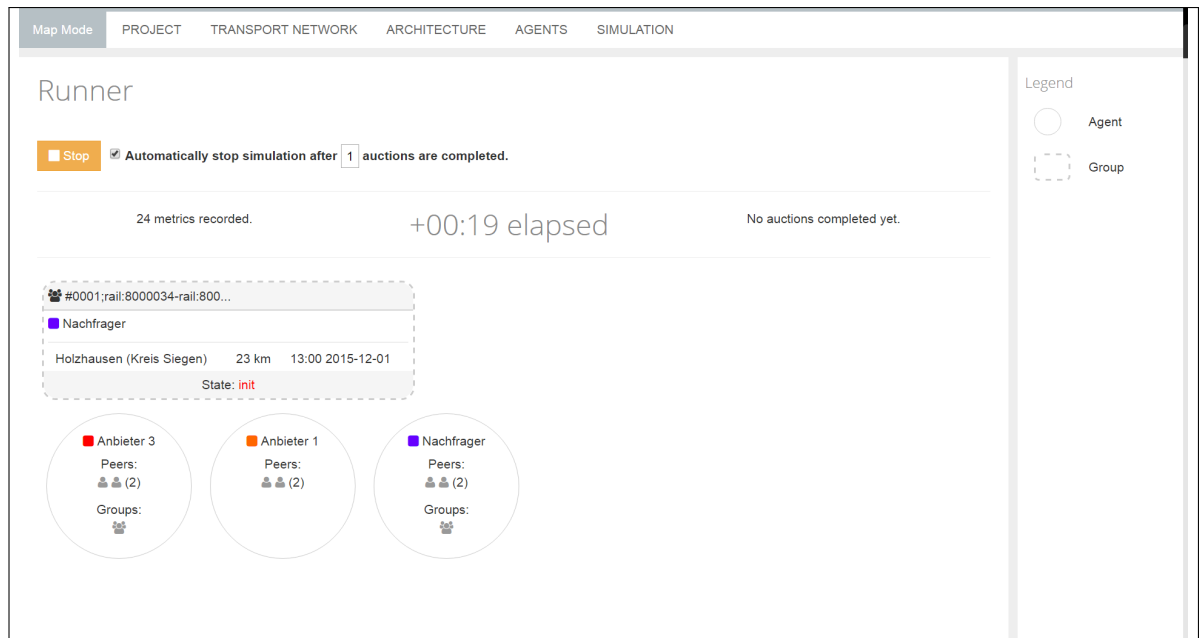 Map Mode PROJECT TRANSPORT NETWORK ARCHITECTURE AGENTS SIMULATION
Runner
Stop Automatically stop simulation after 1 auctions are completed.
24 metrics recorded. +00:19 elapsed No auctions completed yet.
#0001;rail:8000034-rail:800...
Nachfrager
Holzhausen (Kreis Siegen) 23 km 13:00 2015-12-01
State: init
Anbieter 3
Peers:
(2)
Groups:
Anbieter 1
Peers:
(2)
Nachfrager
Peers:
(2)
Groups:
Legend
Agent
Group